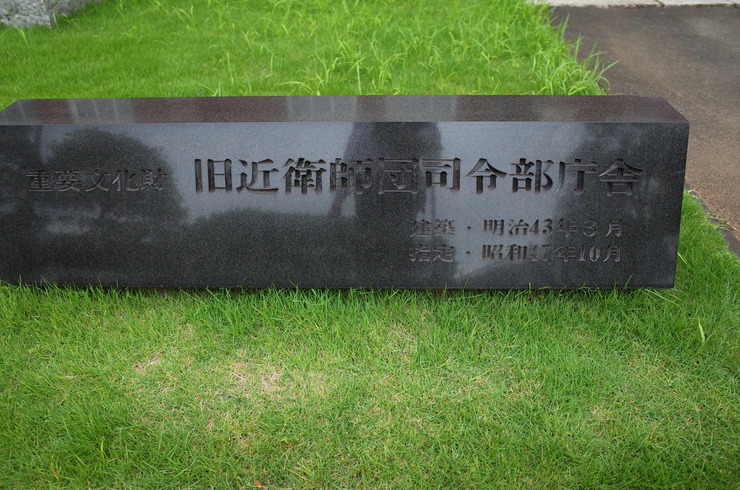 重要文化財 旧近衛師団司令部庁舎
建築・明治43年3月
指定・昭和47年10月